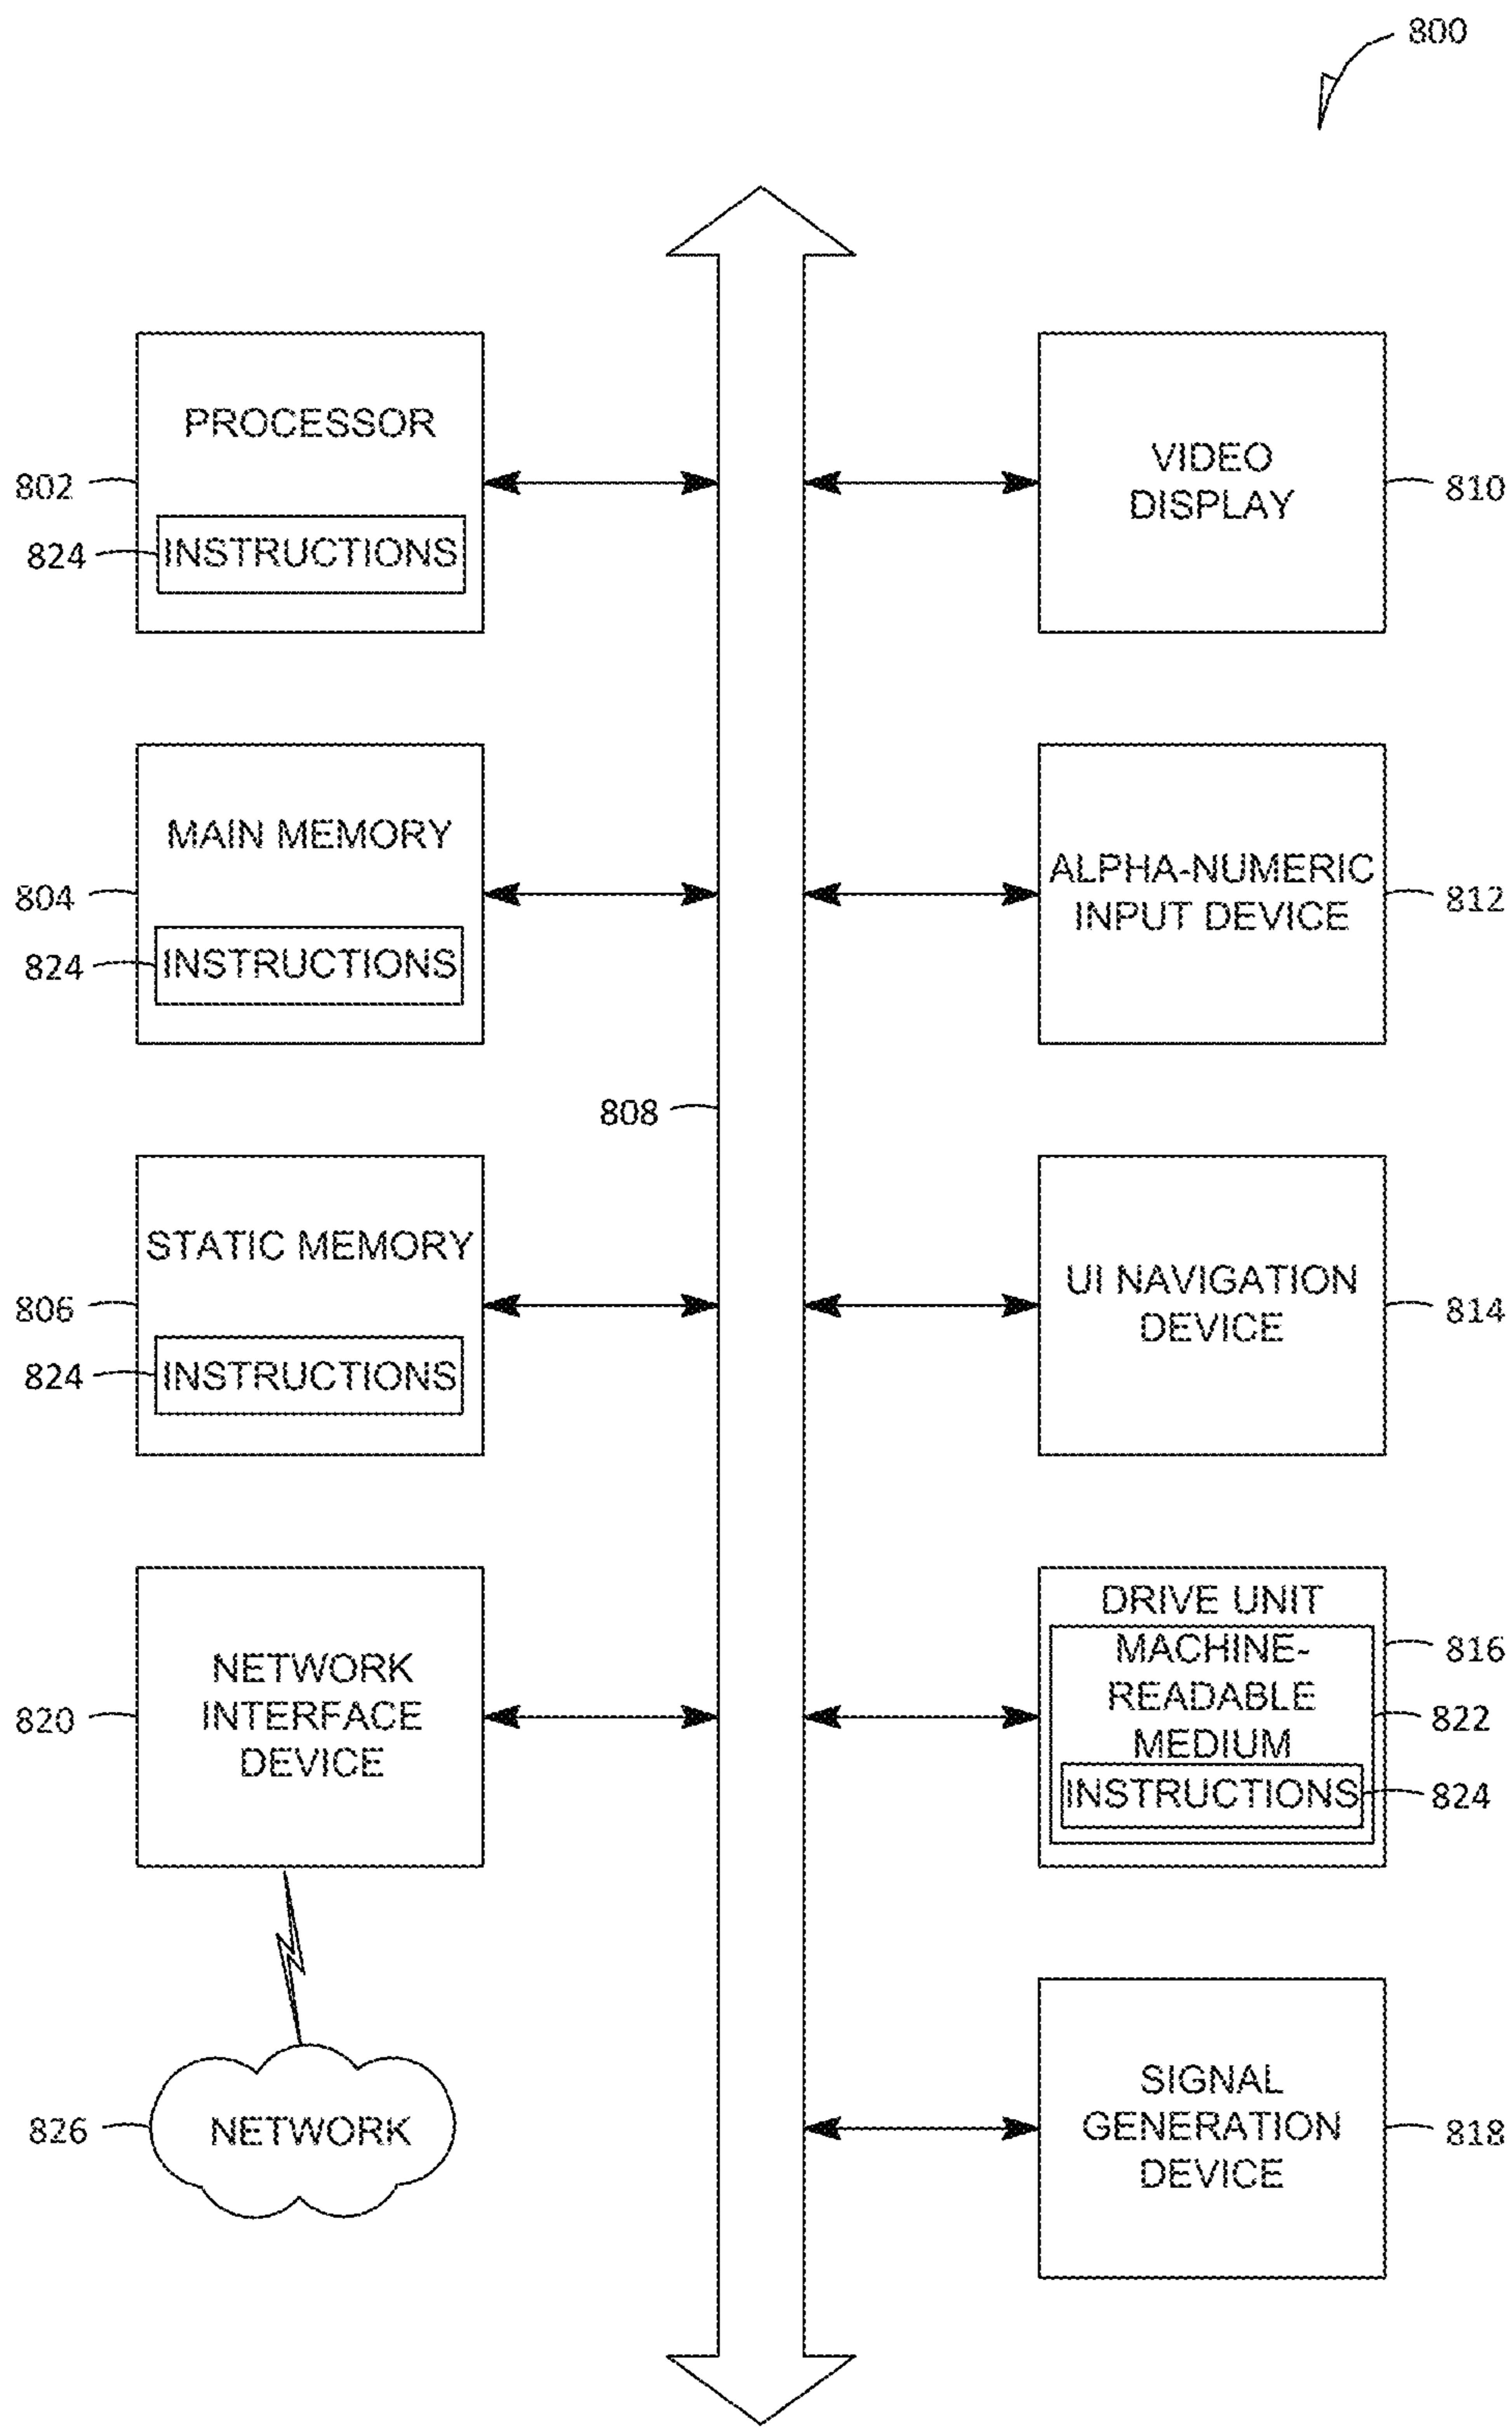 800
PROCESSOR
802
824
INSTRUCTIONS
VIDEO
DISPLAY
810
MAIN MEMORY
804
824
INSTRUCTIONS
ALPHA-NUMERIC
INPUT DEVICE
812
808
STATIC MEMORY
806
824
INSTRUCTIONS
UI NAVIGATION
DEVICE
814
NETWORK
INTERFACE
DEVICE
820
DRIVE UNIT
816
MACHINE-
READABLE
MEDIUM
822
INSTRUCTIONS
824
826
NETWORK
SIGNAL
GENERATION
DEVICE
818